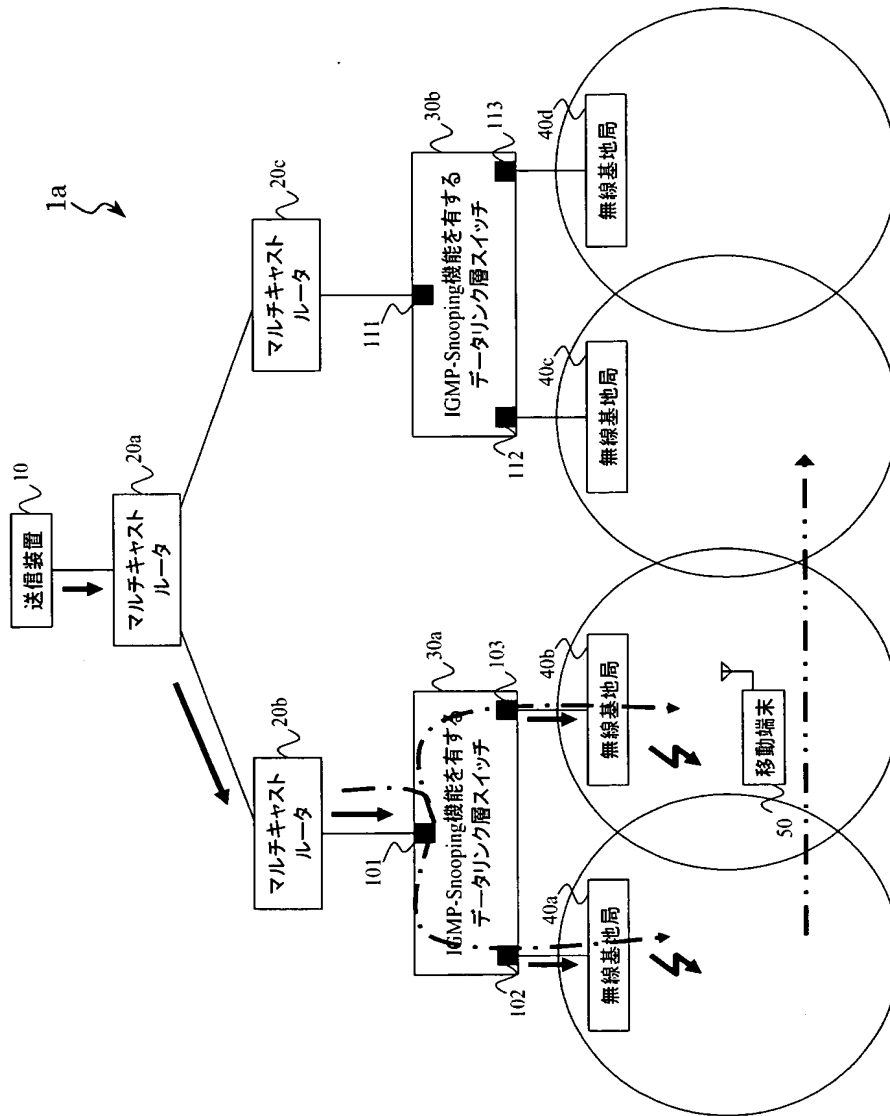 1a
10
送信装置
20a
マルチキャスト
ルータ
20b
マルチキャスト
ルータ
20c
マルチキャスト
ルータ
101
30a
IGMP-Snooping機能を有する
データリンク層スイッチ
102
103
111
30b
IGMP-Snooping機能を有する
データリンク層スイッチ
112
113
40a
無線基地局
40b
無線基地局
40c
無線基地局
40d
無線基地局
移動端末
50